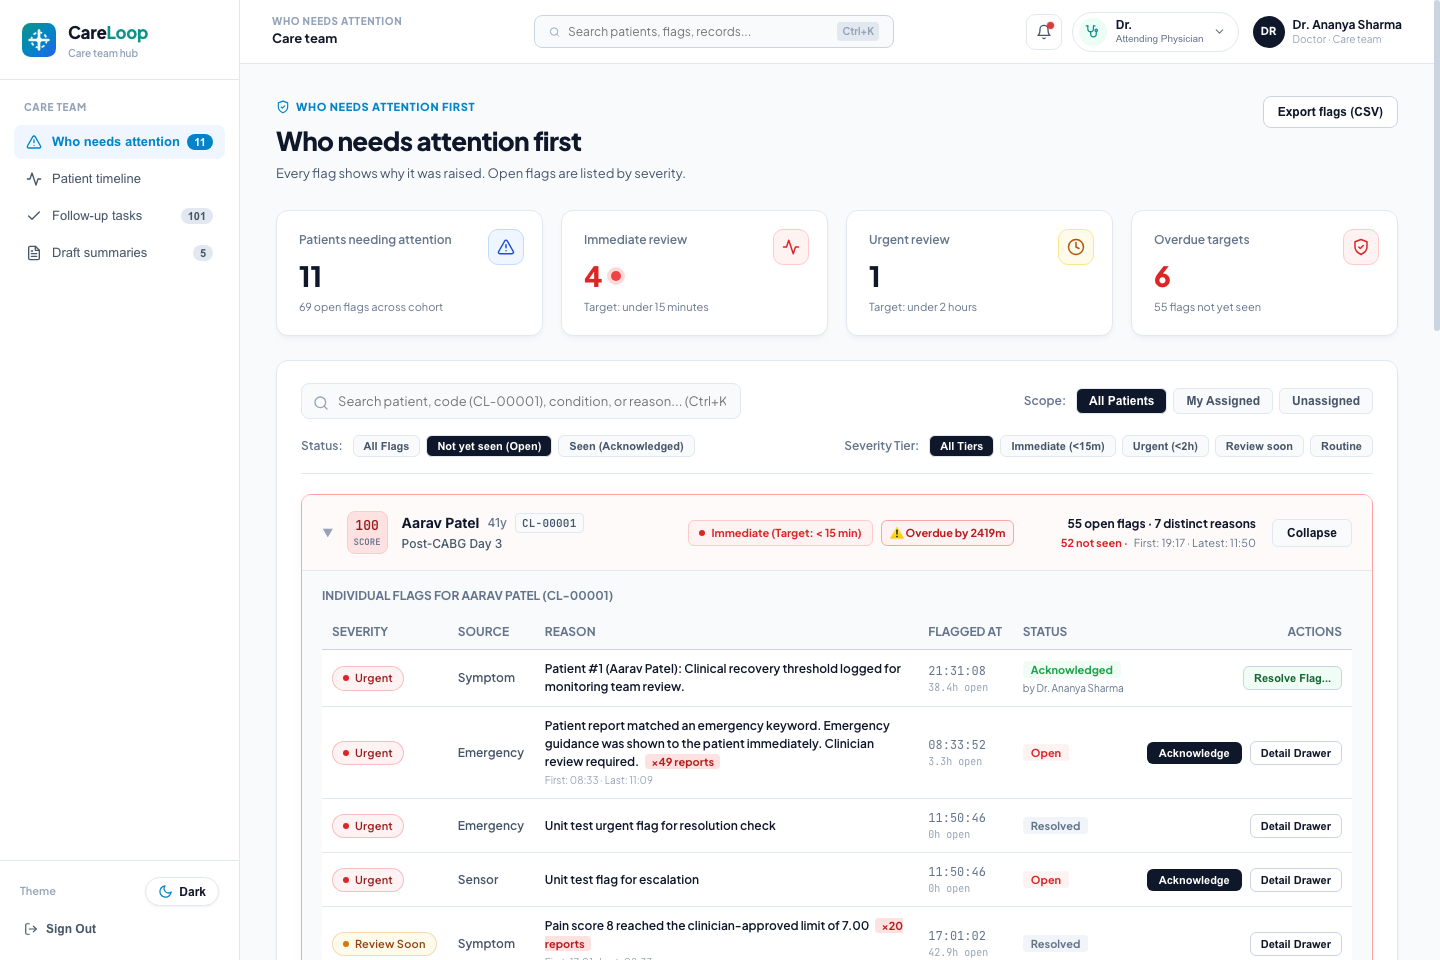 CareLoop
Care team hub
CARE TEAM
Who needs attention 11
Patient timeline
Follow-up tasks 101
Draft summaries 5
Theme
Dark
Sign Out
WHO NEEDS ATTENTION
Care team
Search patients, flags, records... Ctrl+K
Dr.
Attending Physician
DR
Dr. Ananya Sharma
Doctor · Care team
WHO NEEDS ATTENTION FIRST
Who needs attention first
Every flag shows why it was raised. Open flags are listed by severity.
Export flags (CSV)
Patients needing attention
11
69 open flags across cohort
Immediate review
4
Target: under 15 minutes
Urgent review
1
Target: under 2 hours
Overdue targets
6
55 flags not yet seen
Search patient, code (CL-00001), condition, or reason... (Ctrl+K
Scope: All Patients My Assigned Unassigned
Status: All Flags Not yet seen (Open) Seen (Acknowledged)
Severity Tier: All Tiers Immediate (<15m) Urgent (<2h) Review soon Routine
100
SCORE
Aarav Patel 41y CL-00001
Post-CABG Day 3
Immediate (Target: < 15 min)
Overdue by 2419m
55 open flags · 7 distinct reasons
52 not seen · First: 19:17 · Latest: 11:50
Collapse
INDIVIDUAL FLAGS FOR AARAV PATEL (CL-00001)
SEVERITY SOURCE REASON FLAGGED AT STATUS ACTIONS
Urgent
Symptom
Patient #1 (Aarav Patel): Clinical recovery threshold logged for
monitoring team review.
21:31:08
38.4h open
Acknowledged
by Dr. Ananya Sharma
Resolve Flag...
Urgent
Emergency
Patient report matched an emergency keyword. Emergency
guidance was shown to the patient immediately. Clinician
review required. ×49 reports
First: 08:33 · Last: 11:09
08:33:52
3.3h open
Open
Acknowledge
Detail Drawer
Urgent
Emergency
Unit test urgent flag for resolution check
11:50:46
0h open
Resolved
Detail Drawer
Urgent
Sensor
Unit test flag for escalation
11:50:46
0h open
Open
Acknowledge
Detail Drawer
Review Soon
Symptom
Pain score 8 reached the clinician-approved limit of 7.00 ×20
reports
17:01:02
42.9h open
Resolved
Detail Drawer